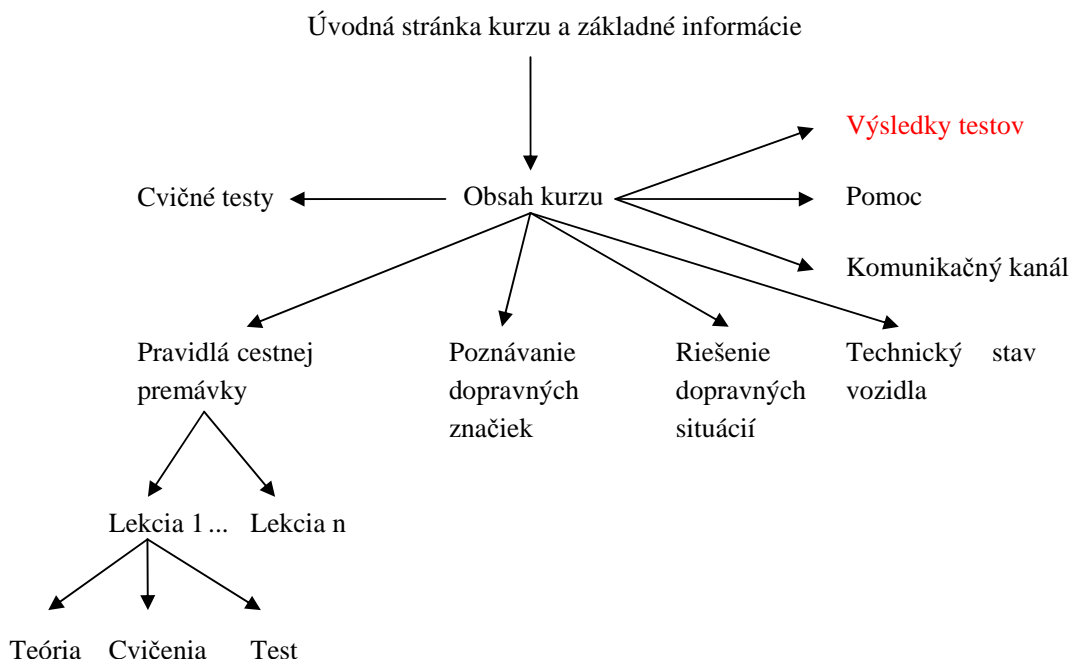 Úvodná stránka kurzu a základné informácie
Výsledky testov
Cvičné testy
Obsah kurzu
Pomoc
Komunikačný kanál
Pravidlá cestnej
premávky
Poznávanie
dopravných
značiek
Riešenie
dopravných
situácií
Technický stav
vozidla
Lekcia 1 ...
Lekcia n
Teória
Cvičenia
Test